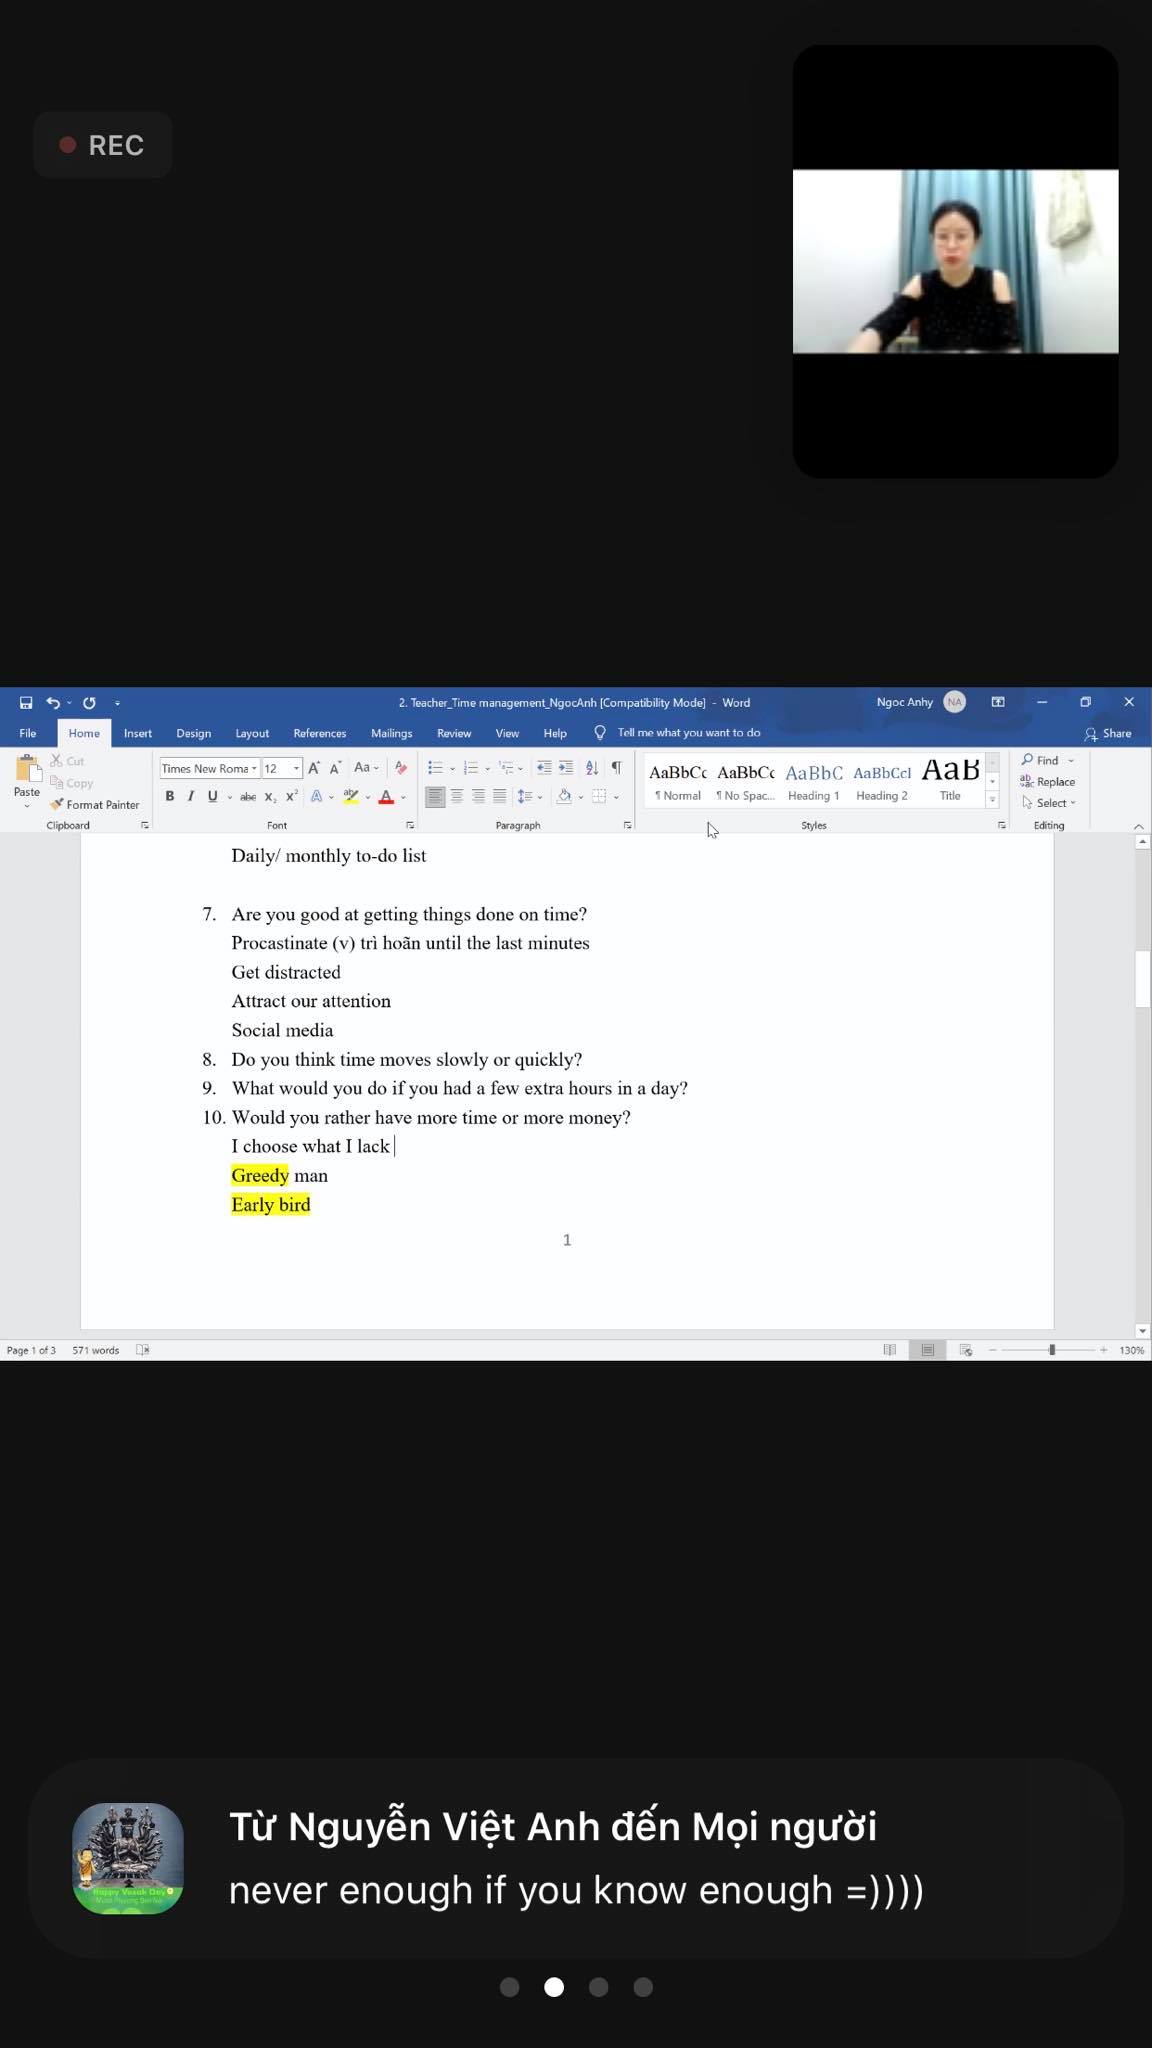 REC
2. Teacher_Time management_NgocAnh [Compatibility Mode] - Word
Ngoc Anhy NA
File Home Insert Design Layout References Mailings Review View Help Tell me what you want to do Share
Paste
Cut
Copy
Format Painter
Clipboard
Times New Roma 12
Font
Paragraph
AaBbCc AaBbCc AaBbC AaBbCcI AaB
¶ Normal ¶ No Spac... Heading 1 Heading 2 Title
Styles
Find
Replace
Select
Editing
Daily/ monthly to-do list
7. Are you good at getting things done on time?
Procastinate (v) trì hoãn until the last minutes
Get distracted
Attract our attention
Social media
8. Do you think time moves slowly or quickly?
9. What would you do if you had a few extra hours in a day?
10. Would you rather have more time or more money?
I choose what I lack
Greedy man
Early bird
1
Page 1 of 3 571 words 130%
Từ Nguyễn Việt Anh đến Mọi người
never enough if you know enough =))))